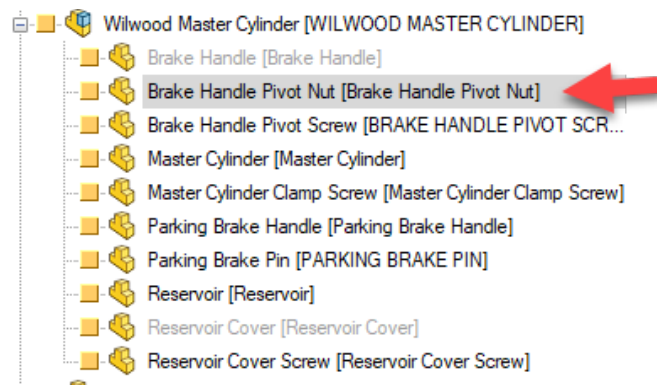 Wilwood Master Cylinder [WILWOOD MASTER CYLINDER]
Brake Handle [Brake Handle]
Brake Handle Pivot Nut [Brake Handle Pivot Nut]
Brake Handle Pivot Screw [BRAKE HANDLE PIVOT SCR...
Master Cylinder [Master Cylinder]
Master Cylinder Clamp Screw [Master Cylinder Clamp Screw]
Parking Brake Handle [Parking Brake Handle]
Parking Brake Pin [PARKING BRAKE PIN]
Reservoir [Reservoir]
Reservoir Cover [Reservoir Cover]
Reservoir Cover Screw [Reservoir Cover Screw]